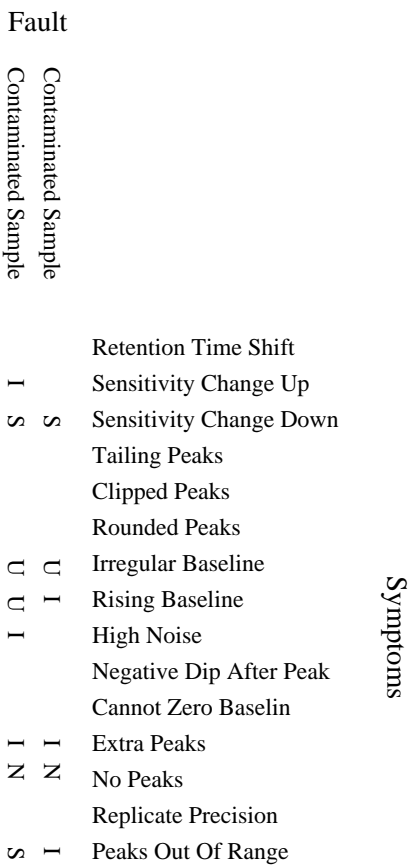 Fault
Contaminated Sample
Contaminated Sample
Retention Time Shift
I Sensitivity Change Up
S S Sensitivity Change Down
Tailing Peaks
Clipped Peaks
Rounded Peaks
U U Irregular Baseline
U I Rising Baseline
I High Noise
Negative Dip After Peak
Cannot Zero Baselin
I I Extra Peaks
N N No Peaks
Replicate Precision
S I Peaks Out Of Range
Symptoms